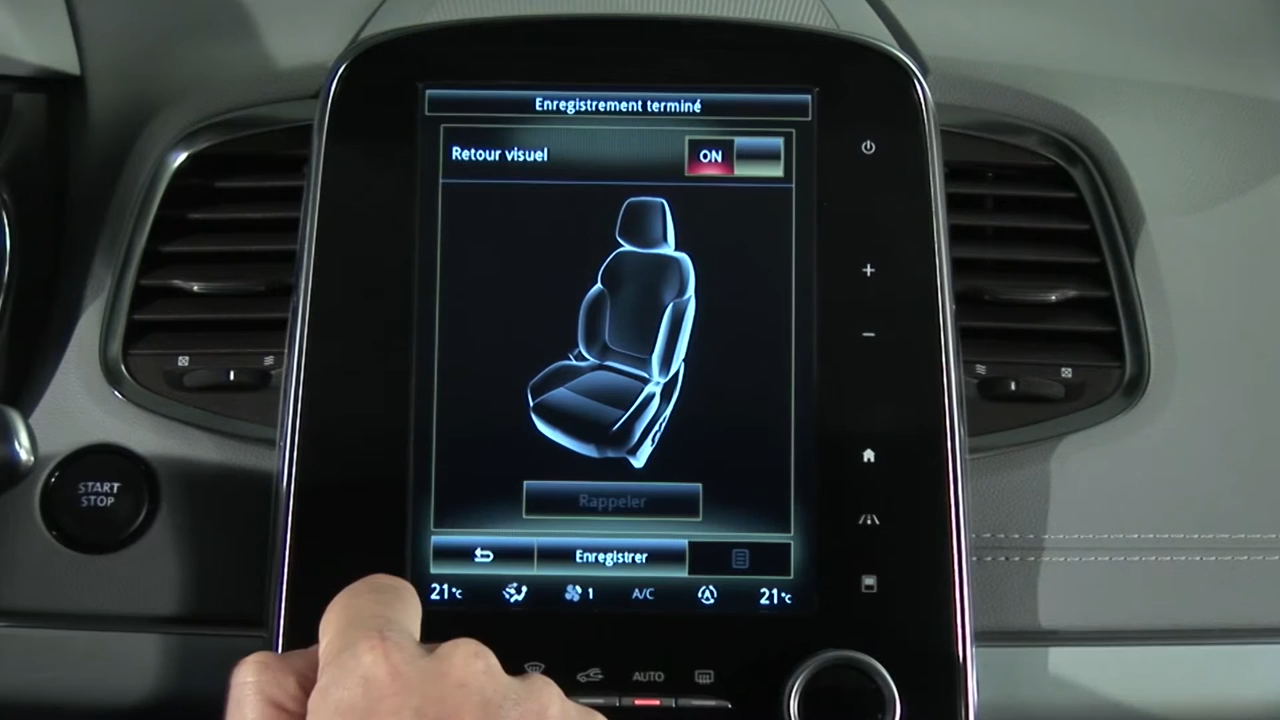 Enregistrement terminé
Retour visuel
ON
Rappeler
Enregistrer
21°C
1
A/C
21°C
START
STOP
AUTO